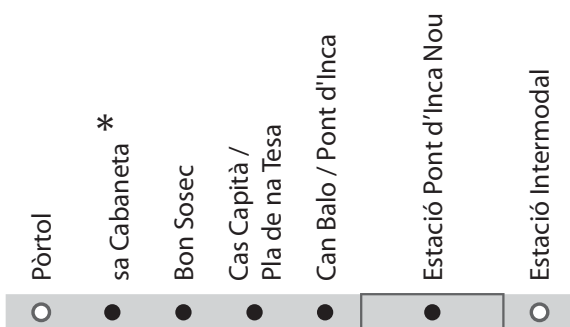 Pòrtol
sa Cabaneta *
Bon Sosec
Cas Capità /
Pla de na Tesa
Can Balo / Pont d'Inca
Estació Pont d’Inca Nou
Estació Intermodal